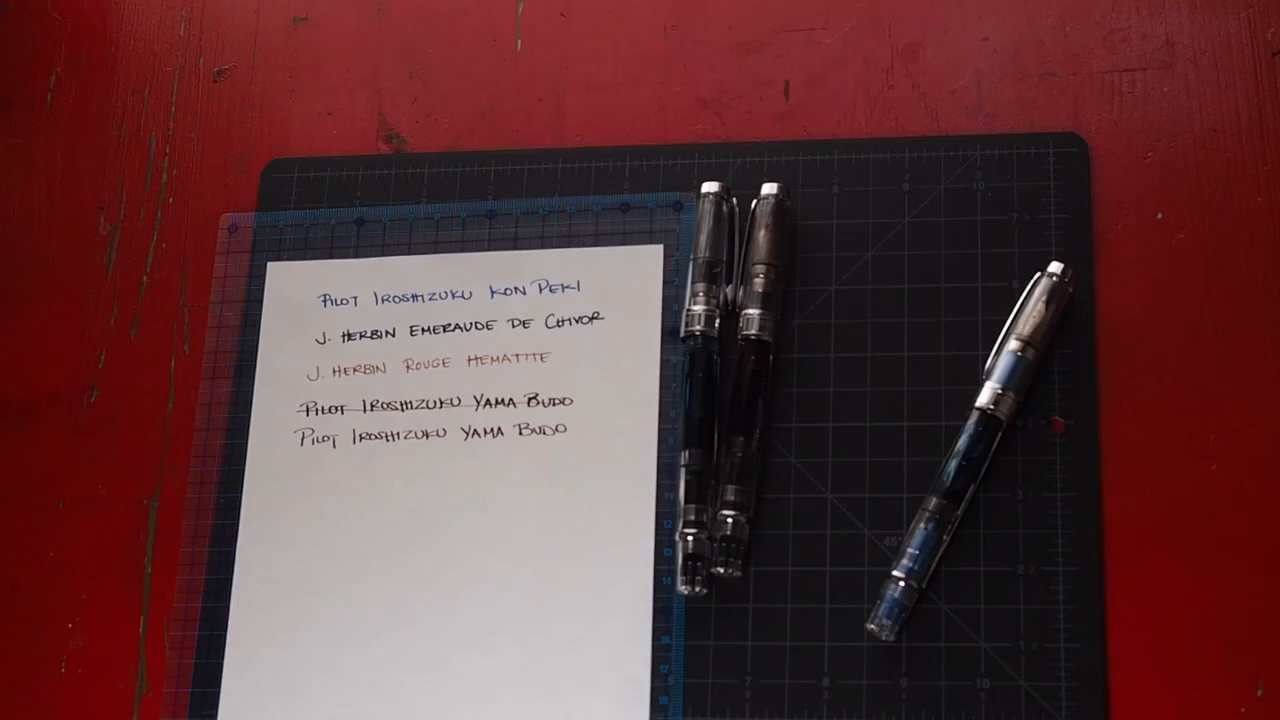 PILOT IROSHIZUKU KON PEKI
J. HERBIN EMERAUDE DE CHIVOR
J. HERBIN ROUGE HEMATITE
PILOT IROSHIZUKU YAMA BUDO
PILOT IROSHIZUKU YAMA BUDO